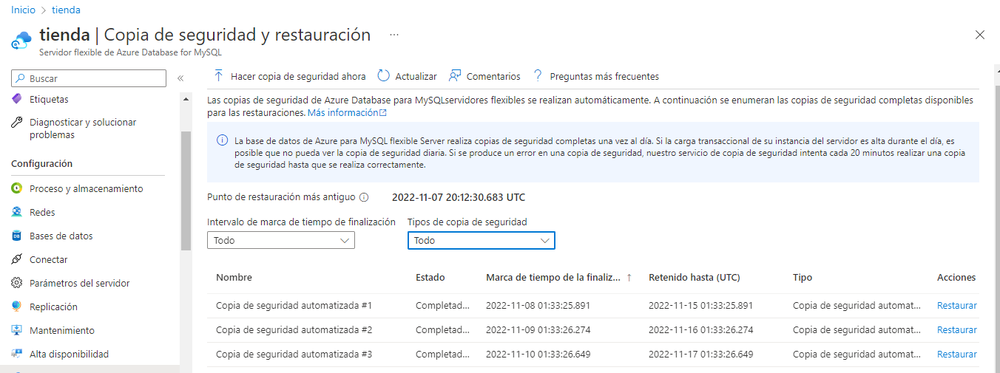 Inicio > tienda
tienda | Copia de seguridad y restauración ...
Servidor flexible de Azure Database for MySQL
Buscar
«
Etiquetas
Diagnosticar y solucionar
problemas
Configuración
Proceso y almacenamiento
Redes
Bases de datos
Conectar
Parámetros del servidor
Replicación
Mantenimiento
Alta disponibilidad
Hacer copia de seguridad ahora Actualizar Comentarios Preguntas más frecuentes
Las copias de seguridad de Azure Database para MySQLservidores flexibles se realizan automáticamente. A continuación se enumeran las copias de seguridad completas disponibles
para las restauraciones. Más información
La base de datos de Azure para MySQL flexible Server realiza copias de seguridad completas una vez al día. Si la carga transaccional de su instancia del servidor es alta durante el día, es
posible que no pueda ver la copia de seguridad diaria. Si se produce un error en una copia de seguridad, nuestro servicio de copia de seguridad intenta cada 20 minutos realizar una copia
de seguridad hasta que se realiza correctamente.
Punto de restauración más antiguo 2022-11-07 20:12:30.683 UTC
Intervalo de marca de tiempo de finalización Tipos de copia de seguridad
Todo Todo
Nombre Estado Marca de tiempo de la finaliz... ↑ Retenido hasta (UTC) Tipo Acciones
Copia de seguridad automatizada #1 Completad... 2022-11-08 01:33:25.891 2022-11-15 01:33:25.891 Copia de seguridad automat... Restaurar
Copia de seguridad automatizada #2 Completad... 2022-11-09 01:33:26.274 2022-11-16 01:33:26.274 Copia de seguridad automat... Restaurar
Copia de seguridad automatizada #3 Completad... 2022-11-10 01:33:26.649 2022-11-17 01:33:26.649 Copia de seguridad automat... Restaurar